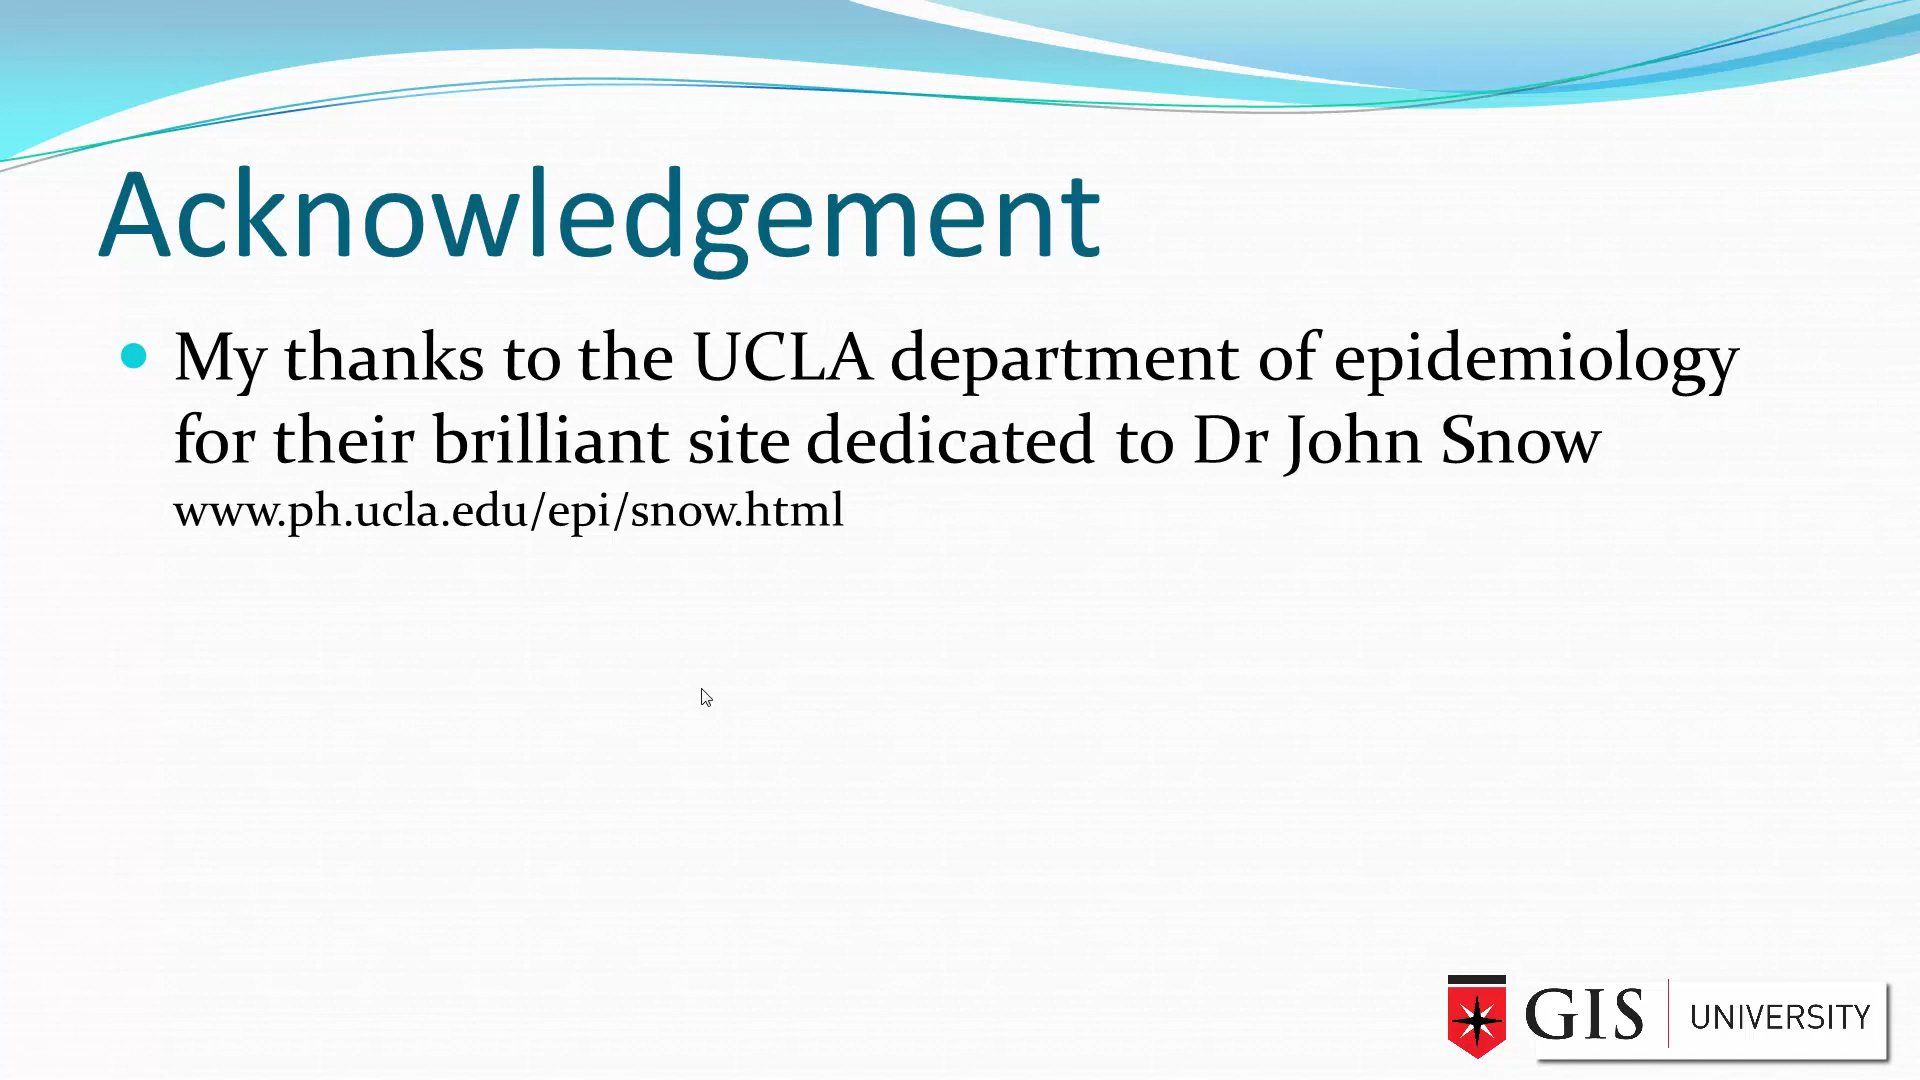 Acknowledgement
My thanks to the UCLA department of epidemiology
for their brilliant site dedicated to Dr John Snow
www.ph.ucla.edu/epi/snow.html
GIS UNIVERSITY